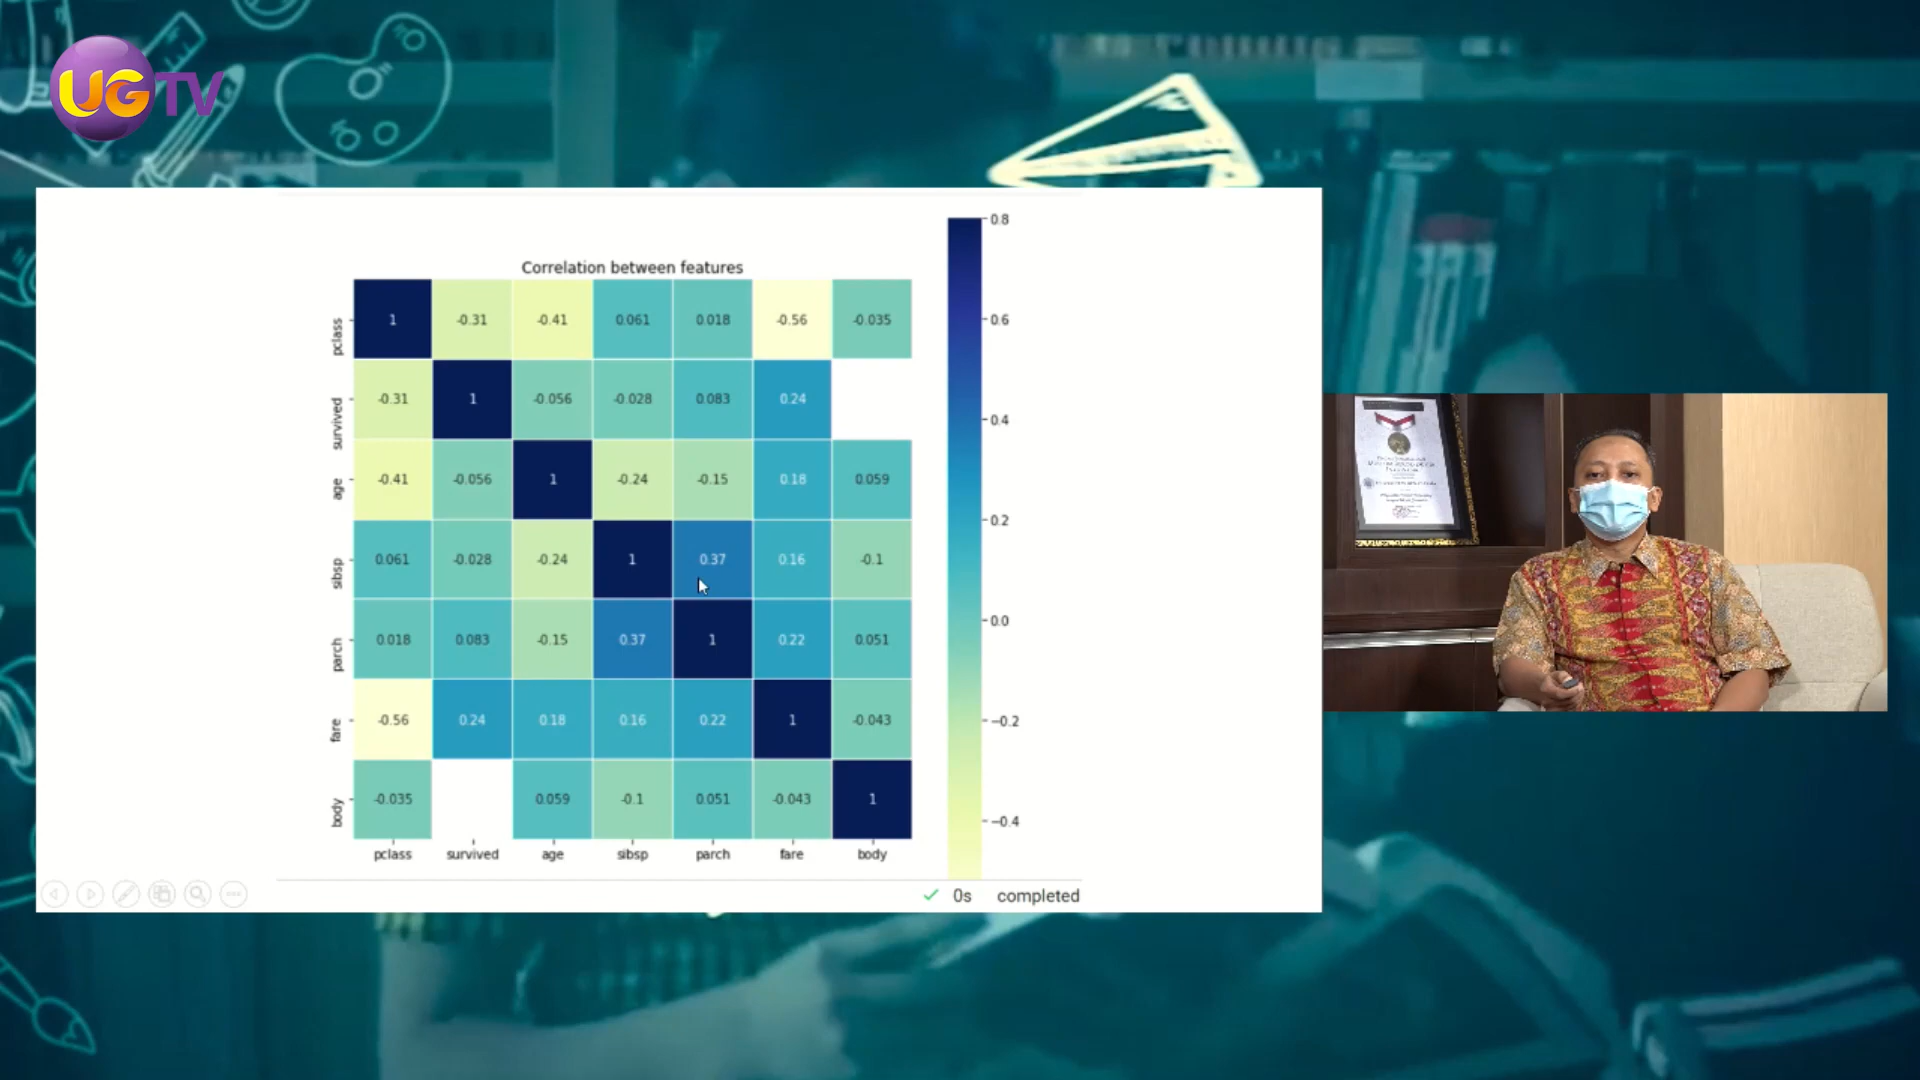 UGTV
Correlation between features
pclass 1 -0.31 -0.41 0.061 0.018 -0.56 -0.035
survived -0.31 1 -0.056 -0.028 0.083 0.24
age -0.41 -0.056 1 -0.24 -0.15 0.18 0.059
sibsp 0.061 -0.028 -0.24 1 0.37 0.16 -0.1
parch 0.018 0.083 -0.15 0.37 1 0.22 0.051
fare -0.56 0.24 0.18 0.16 0.22 1 -0.043
body -0.035 0.059 -0.1 0.051 -0.043 1
pclass survived age sibsp parch fare body
0.8
0.6
0.4
0.2
0.0
-0.2
-0.4
0s completed